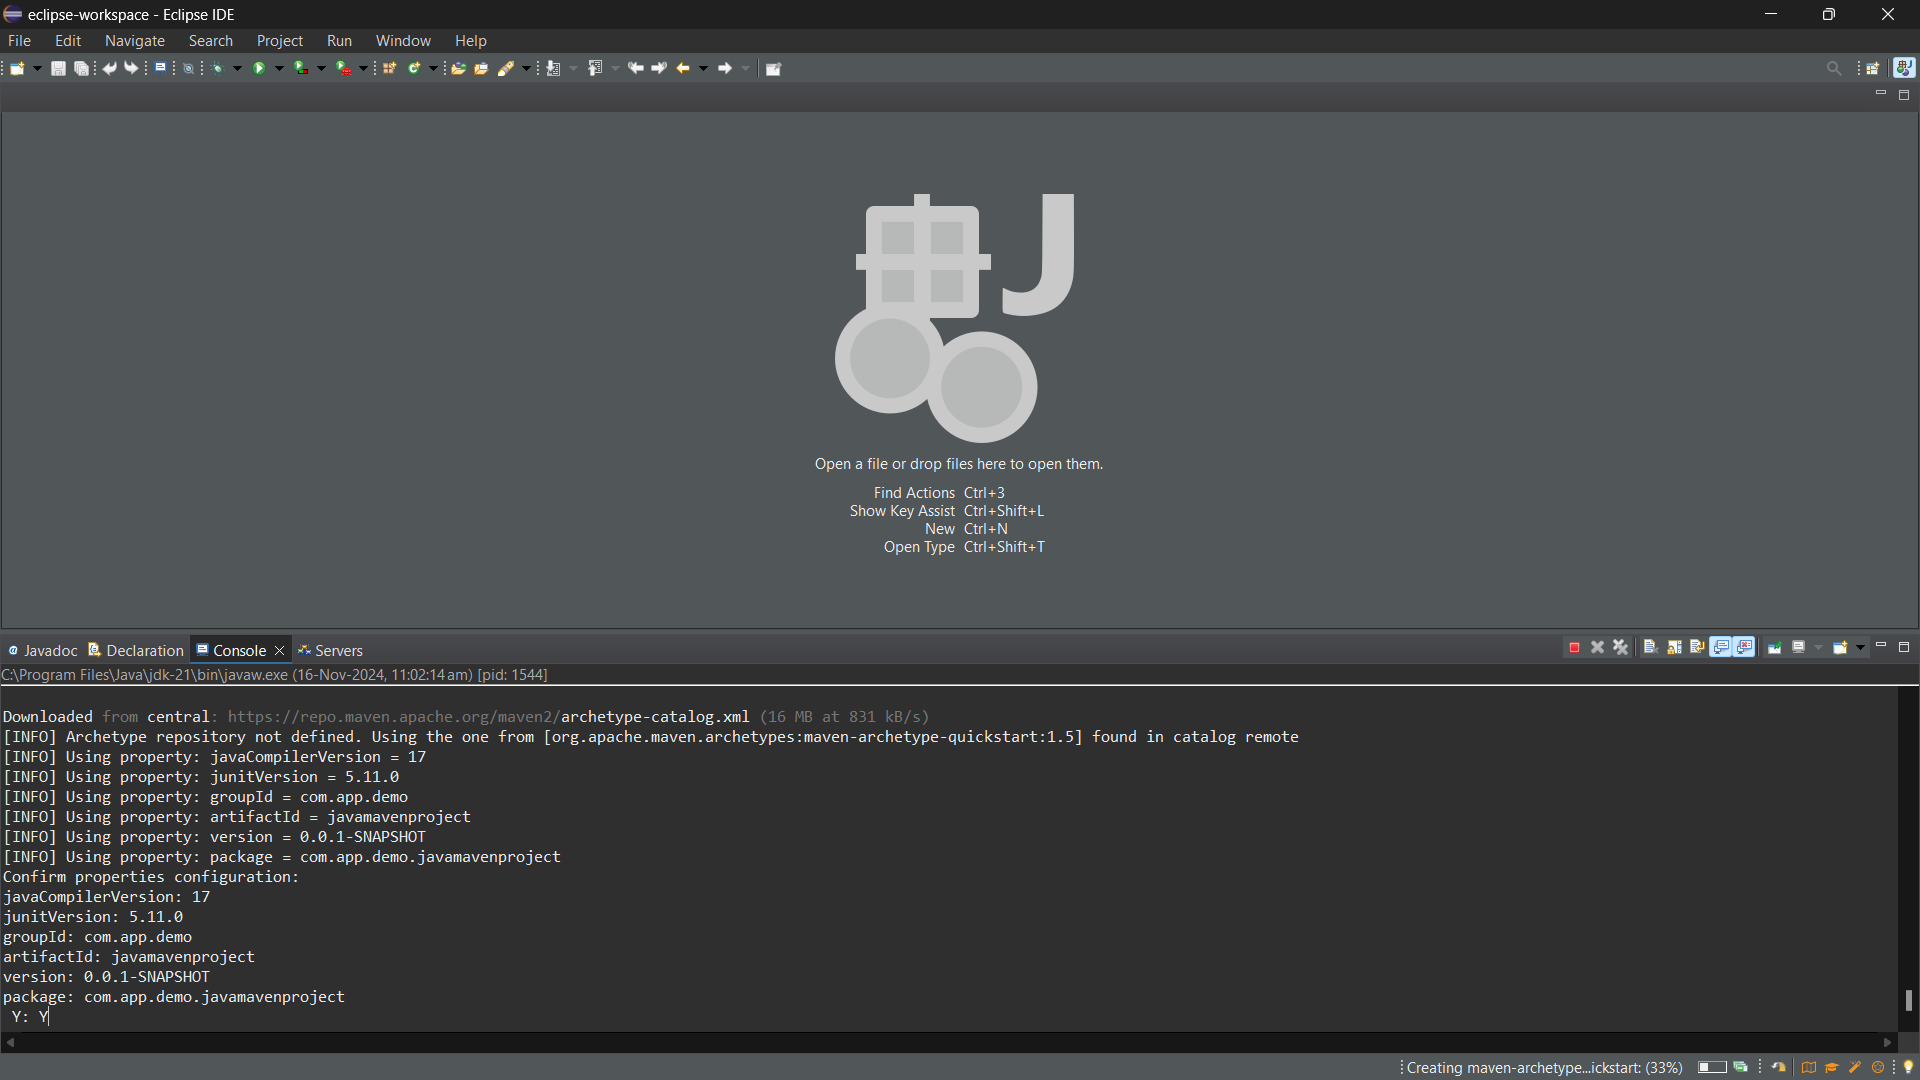 eclipse-workspace - Eclipse IDE
File Edit Navigate Search Project Run Window Help
J
Open a file or drop files here to open them.
Find Actions Ctrl+3
Show Key Assist Ctrl+Shift+L
New Ctrl+N
Open Type Ctrl+Shift+T
Javadoc Declaration Console Servers
C:\Program Files\Java\jdk-21\bin\javaw.exe (16-Nov-2024, 11:02:14 am) [pid: 1544]
Downloaded from central: https://repo.maven.apache.org/maven2/archetype-catalog.xml (16 MB at 831 kB/s)
[INFO] Archetype repository not defined. Using the one from [org.apache.maven.archetypes:maven-archetype-quickstart:1.5] found in catalog remote
[INFO] Using property: javaCompilerVersion = 17
[INFO] Using property: junitVersion = 5.11.0
[INFO] Using property: groupId = com.app.demo
[INFO] Using property: artifactId = javamavenproject
[INFO] Using property: version = 0.0.1-SNAPSHOT
[INFO] Using property: package = com.app.demo.javamavenproject
Confirm properties configuration:
javaCompilerVersion: 17
junitVersion: 5.11.0
groupId: com.app.demo
artifactId: javamavenproject
version: 0.0.1-SNAPSHOT
package: com.app.demo.javamavenproject
Y: Y
Creating maven-archetype...ickstart: (33%)